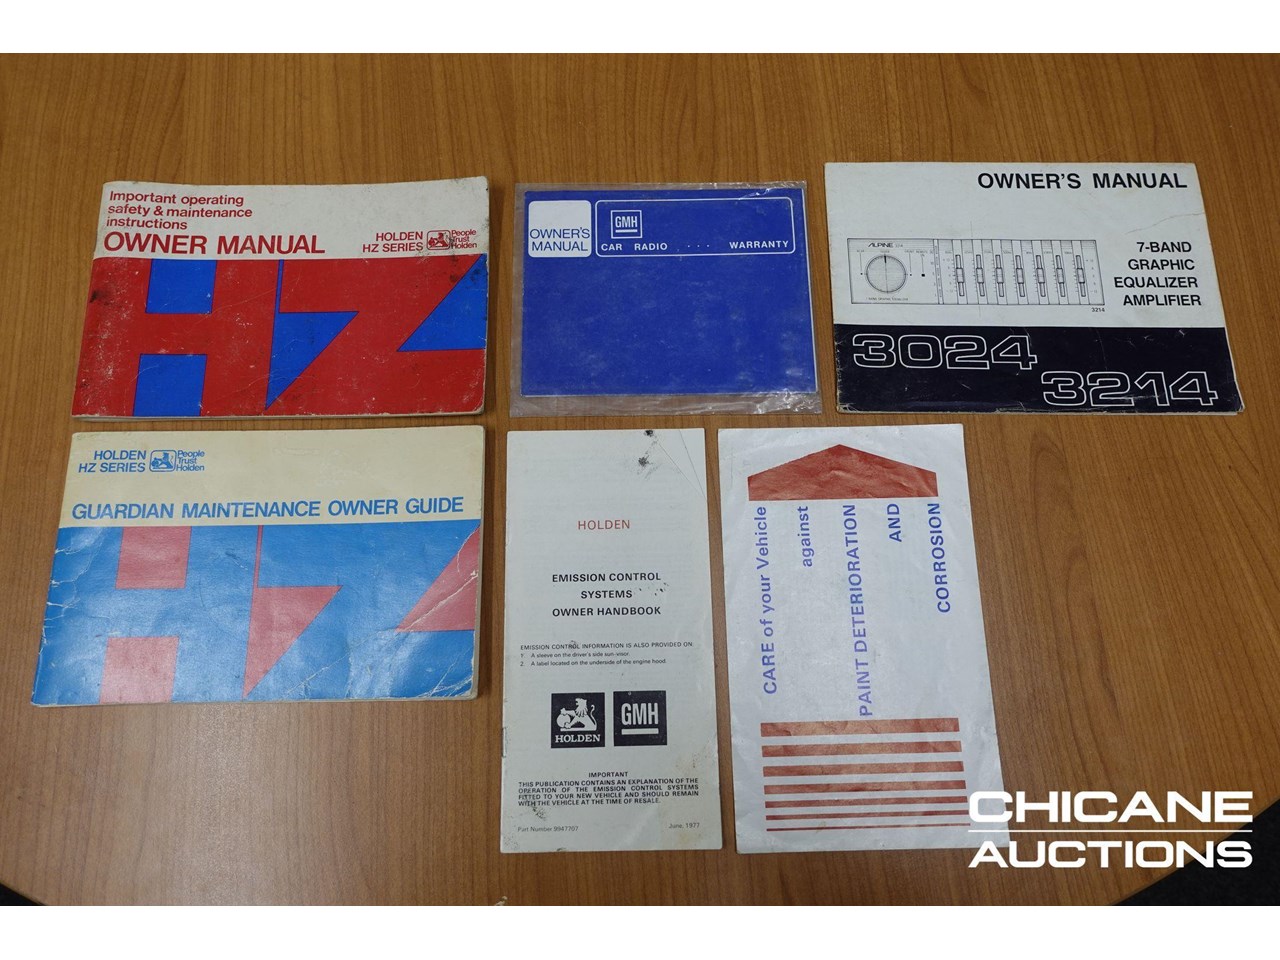 Important operating
safety & maintenance
instructions
OWNER MANUAL
HOLDEN
HZ SERIES
People
Trust
Holden
HZ
OWNER'S
MANUAL
GMH
CAR RADIO .... WARRANTY
OWNER'S MANUAL
ALPINE
3214
7-BAND
GRAPHIC
EQUALIZER
AMPLIFIER
3024
3214
HOLDEN
HZ SERIES
People
Trust
Holden
GUARDIAN MAINTENANCE OWNER GUIDE
HZ
HOLDEN
EMISSION CONTROL
SYSTEMS
OWNER HANDBOOK
EMISSION CONTROL INFORMATION IS ALSO PROVIDED ON:
1. A sleeve on the driver's side sun-visor.
2. A label located on the underside of the engine hood.
HOLDEN
GMH
IMPORTANT
THIS PUBLICATION CONTAINS AN EXPLANATION OF THE
OPERATION OF THE EMISSION CONTROL SYSTEMS
FITTED TO YOUR NEW VEHICLE AND SHOULD REMAIN
WITH THE VEHICLE AT THE TIME OF RESALE.
Part Number 9947707
June, 1977
CARE of your Vehicle
against
PAINT DETERIORATION
AND
CORROSION
CHICANE
AUCTIONS